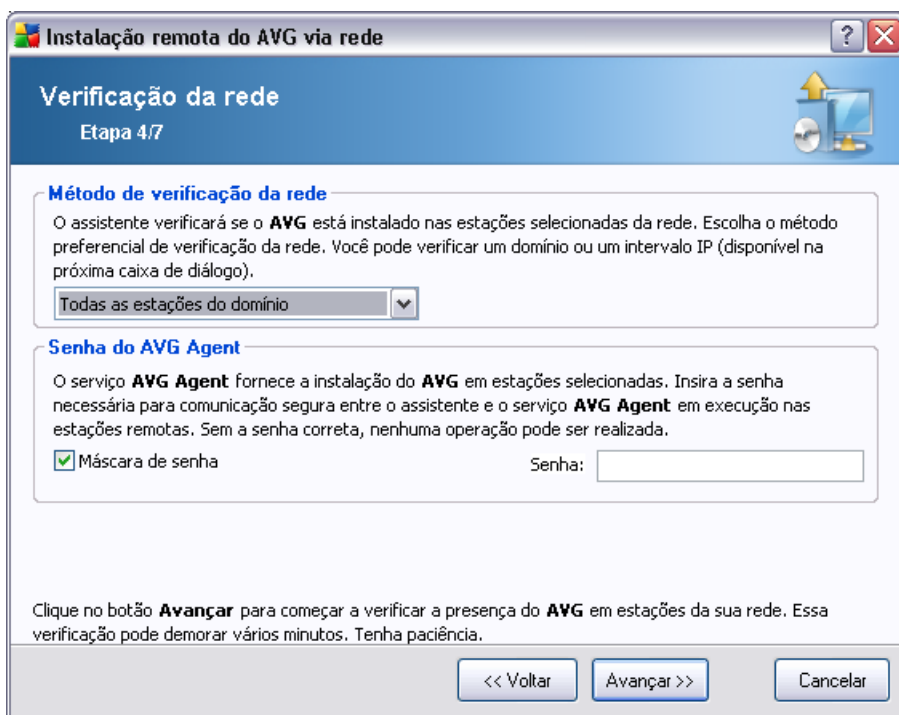 Instalação remota do AVG via rede
Verificação da rede
Etapa 4/7
Método de verificação da rede
O assistente verificará se o AVG está instalado nas estações selecionadas da rede. Escolha o método
preferencial de verificação da rede. Você pode verificar um domínio ou um intervalo IP (disponível na
próxima caixa de diálogo).
Todas as estações do domínio
Senha do AVG Agent
O serviço AVG Agent fornece a instalação do AVG em estações selecionadas. Insira a senha
necessária para comunicação segura entre o assistente e o serviço AVG Agent em execução nas
estações remotas. Sem a senha correta, nenhuma operação pode ser realizada.
Máscara de senha
Senha:
Clique no botão Avançar para começar a verificar a presença do AVG em estações da sua rede. Essa
verificação pode demorar vários minutos. Tenha paciência.
<< Voltar
Avançar >>
Cancelar